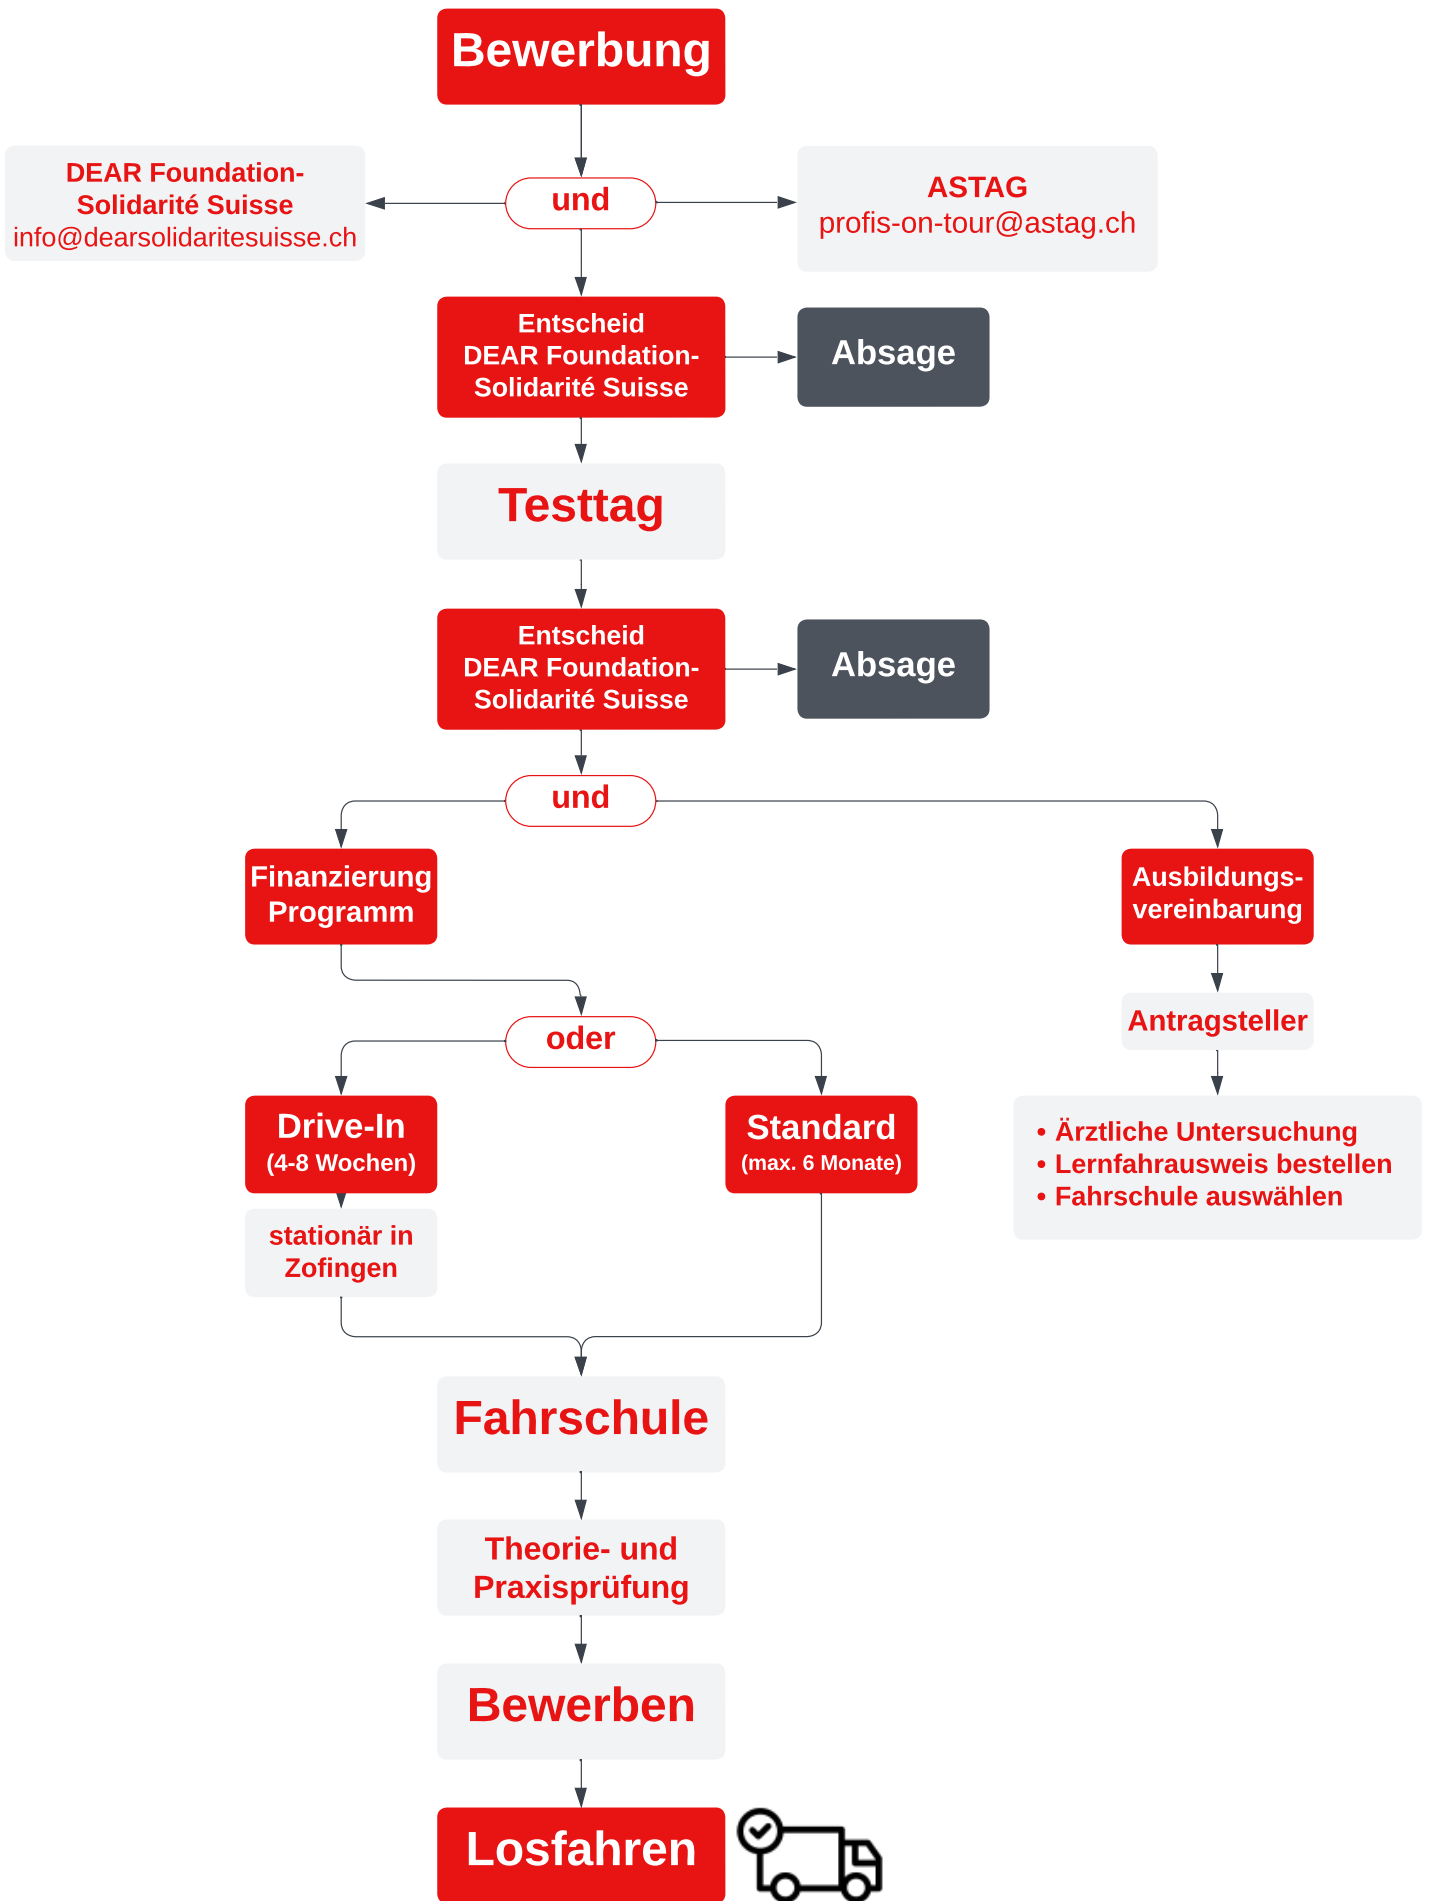 Bewerbung
DEAR Foundation-
Solidarité Suisse
info@dearsolidaritesuisse.ch
und
ASTAG
profis-on-tour@astag.ch
Entscheid
DEAR Foundation-
Solidarité Suisse
Absage
Testtag
Entscheid
DEAR Foundation-
Solidarité Suisse
Absage
und
Finanzierung
Programm
Ausbildungs-
vereinbarung
oder
Antragsteller
Drive-In
(4-8 Wochen)
Standard
(max. 6 Monate)
• Ärztliche Untersuchung
• Lernfahrausweis bestellen
• Fahrschule auswählen
stationär in
Zofingen
Fahrschule
Theorie- und
Praxisprüfung
Bewerben
Losfahren